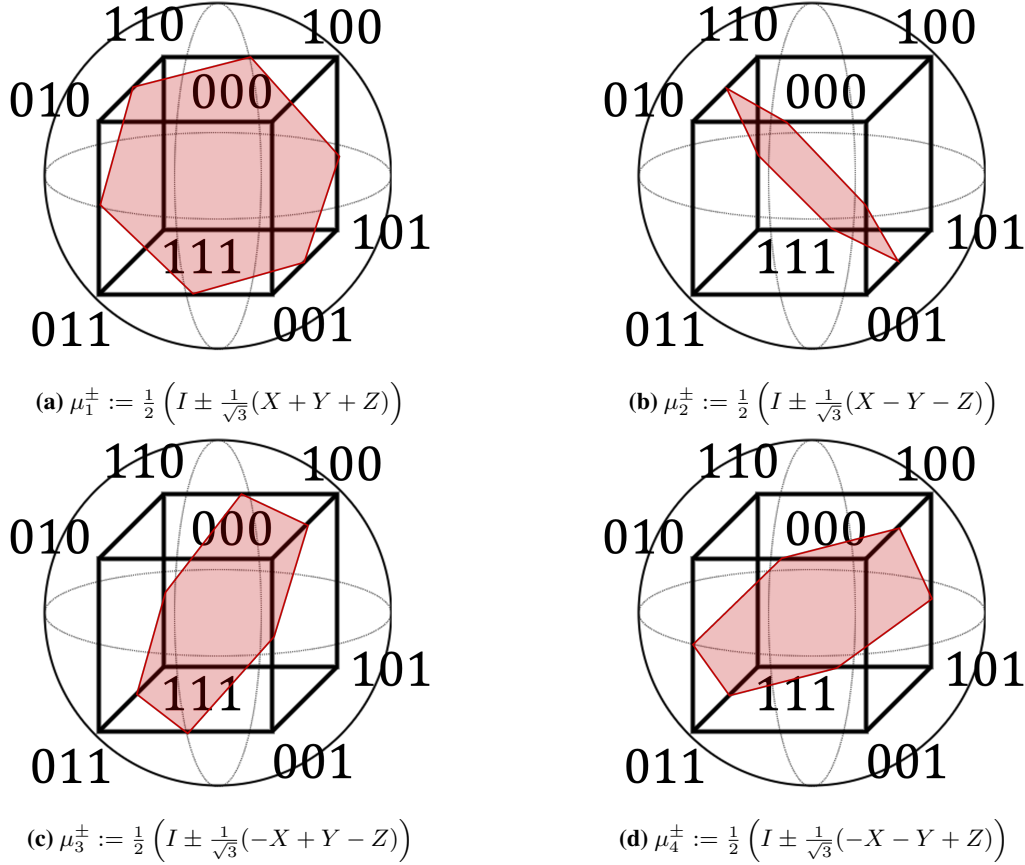 110 100 110 100
010 000 010 000
111 101 111 101
011 001 011 001
(a) μ₁^± := 1/2 (I ± 1/√3 (X + Y + Z))
(b) μ₂^± := 1/2 (I ± 1/√3 (X − Y − Z))
110 100 110 100
010 000 010 000
111 101 111 101
011 001 011 001
(c) μ₃^± := 1/2 (I ± 1/√3 (−X + Y − Z))
(d) μ₄^± := 1/2 (I ± 1/√3 (−X − Y + Z))